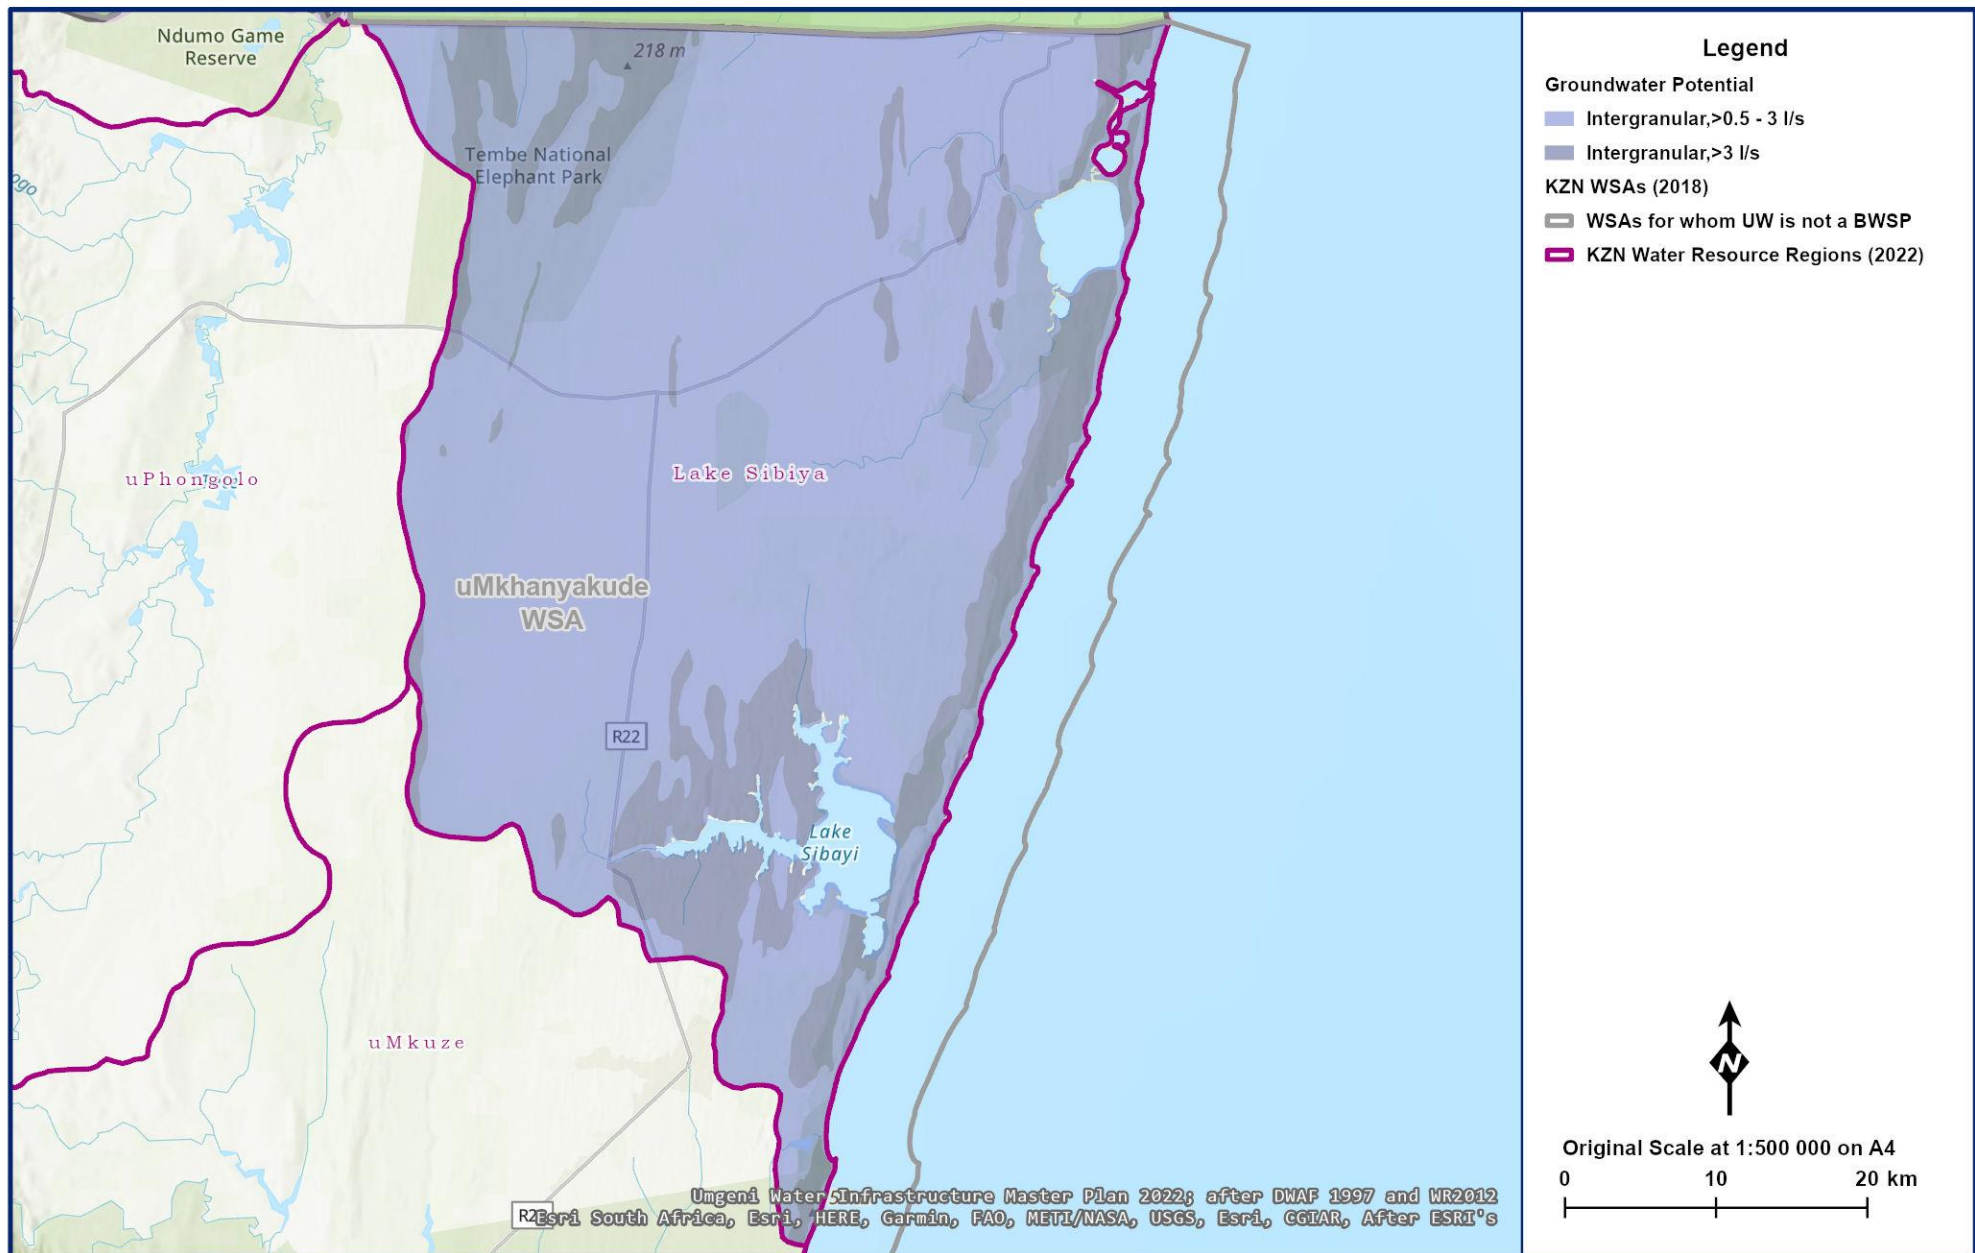 Ndumo Game
Reserve
218 m
Tembe National
Elephant Park
ogo
uPhongolo
Lake Sibiya
uMkhanyakude
WSA
R22
Lake
Sibayi
uMkuze
Umgeni Water Infrastructure Master Plan 2022; after DWAF 1997 and WR2012
Esri South Africa, Esri, HERE, Garmin, FAO, METI/NASA, USGS, Esri, CGIAR, After ESRI's
Legend
Groundwater Potential
Intergranular,>0.5 - 3 l/s
Intergranular,>3 l/s
KZN WSAs (2018)
WSAs for whom UW is not a BWSP
KZN Water Resource Regions (2022)
N
Original Scale at 1:500 000 on A4
0 10 20 km